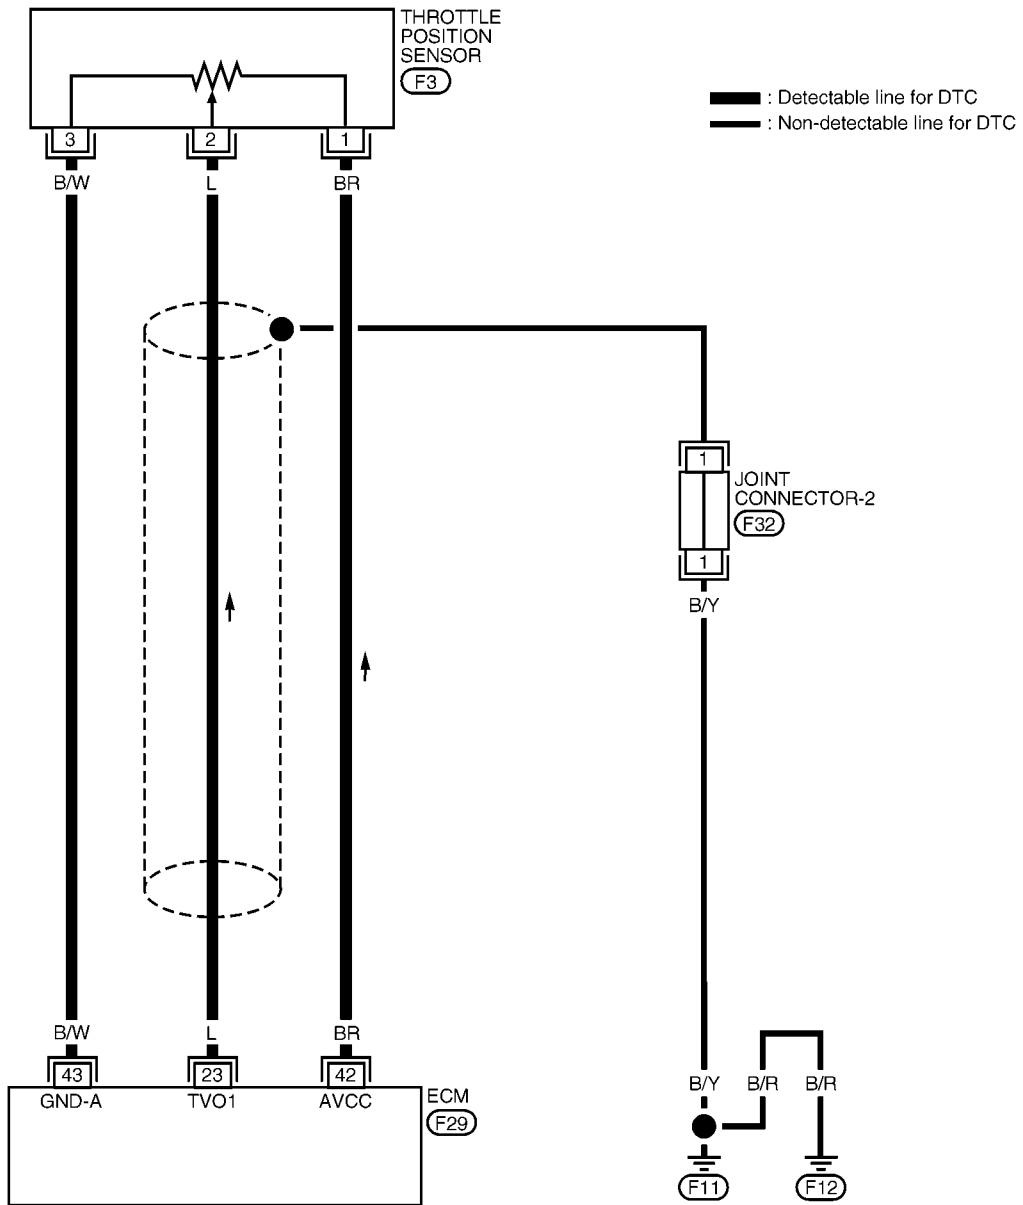 THROTTLE
POSITION
SENSOR
F3
: Detectable line for DTC
: Non-detectable line for DTC
3 2 1
B/W L BR
1
JOINT
CONNECTOR-2
F32
1
B/Y
B/W L BR
43 23 42
GND-A TVO1 AVCC
ECM
F29
B/Y B/R B/R
F11 F12